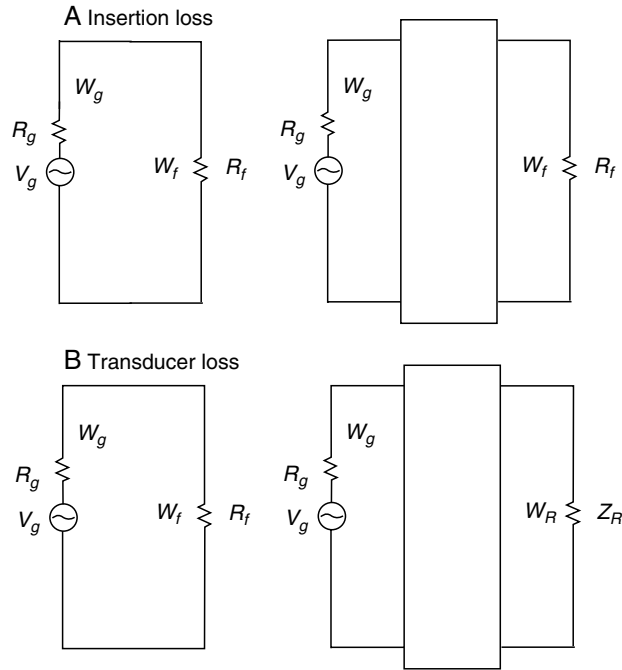 A Insertion loss
W_g
R_g
V_g
W_f
R_f
W_g
R_g
V_g
W_f
R_f
B Transducer loss
W_g
R_g
V_g
W_f
R_f
W_g
R_g
V_g
W_R
Z_R